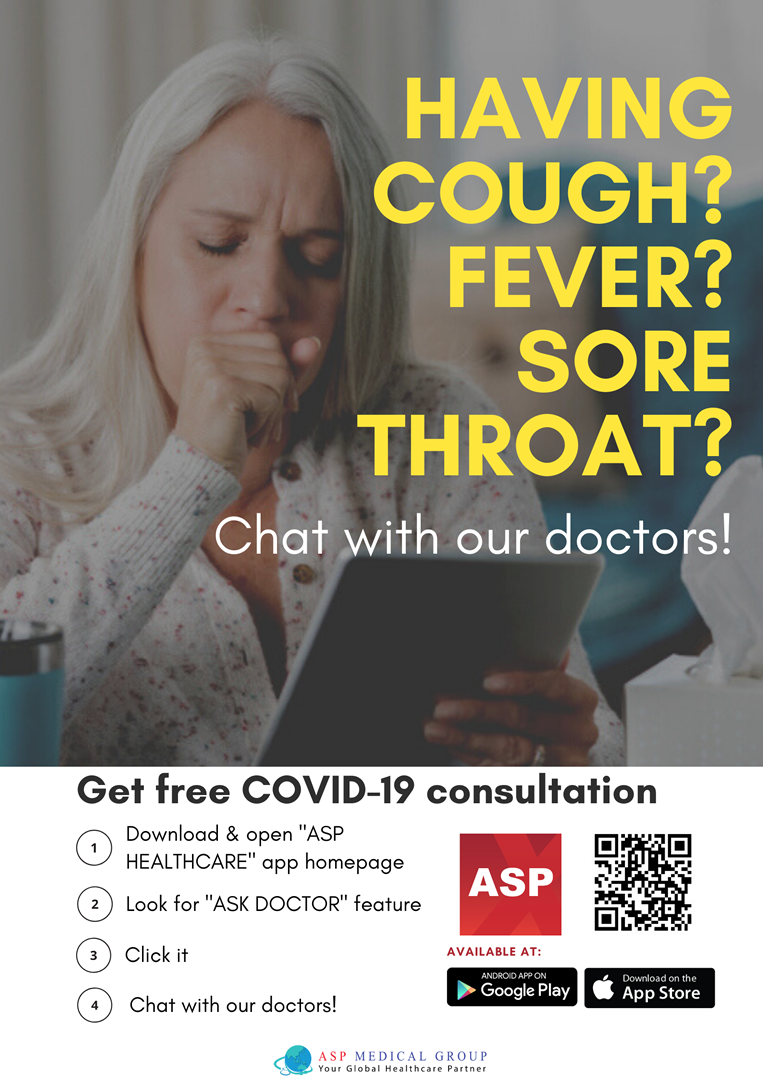 HAVING
COUGH?
FEVER?
SORE
THROAT?
Chat with our doctors!
Get free COVID-19 consultation
1
Download & open "ASP
HEALTHCARE" app homepage
2
Look for "ASK DOCTOR" feature
3
Click it
4
Chat with our doctors!
ASP
AVAILABLE AT:
ANDROID APP ON
Google Play
Download on the
App Store
ASP MEDICAL GROUP
Your Global Healthcare Partner